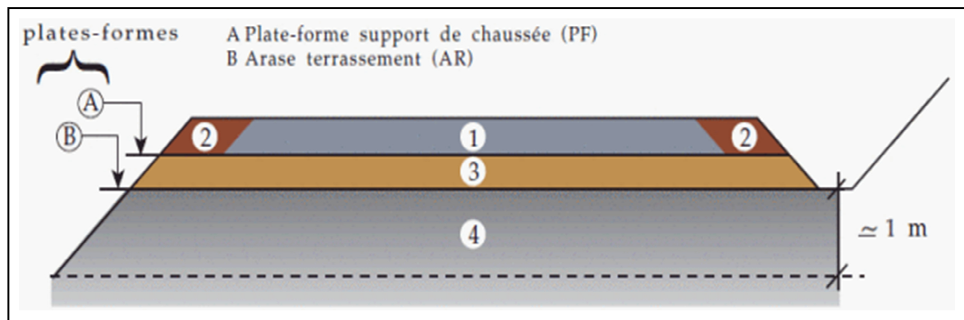 plates-formes
A Plate-forme support de chaussée (PF)
B Arase terrassement (AR)
A
B
2
1
2
3
4
≃ 1 m